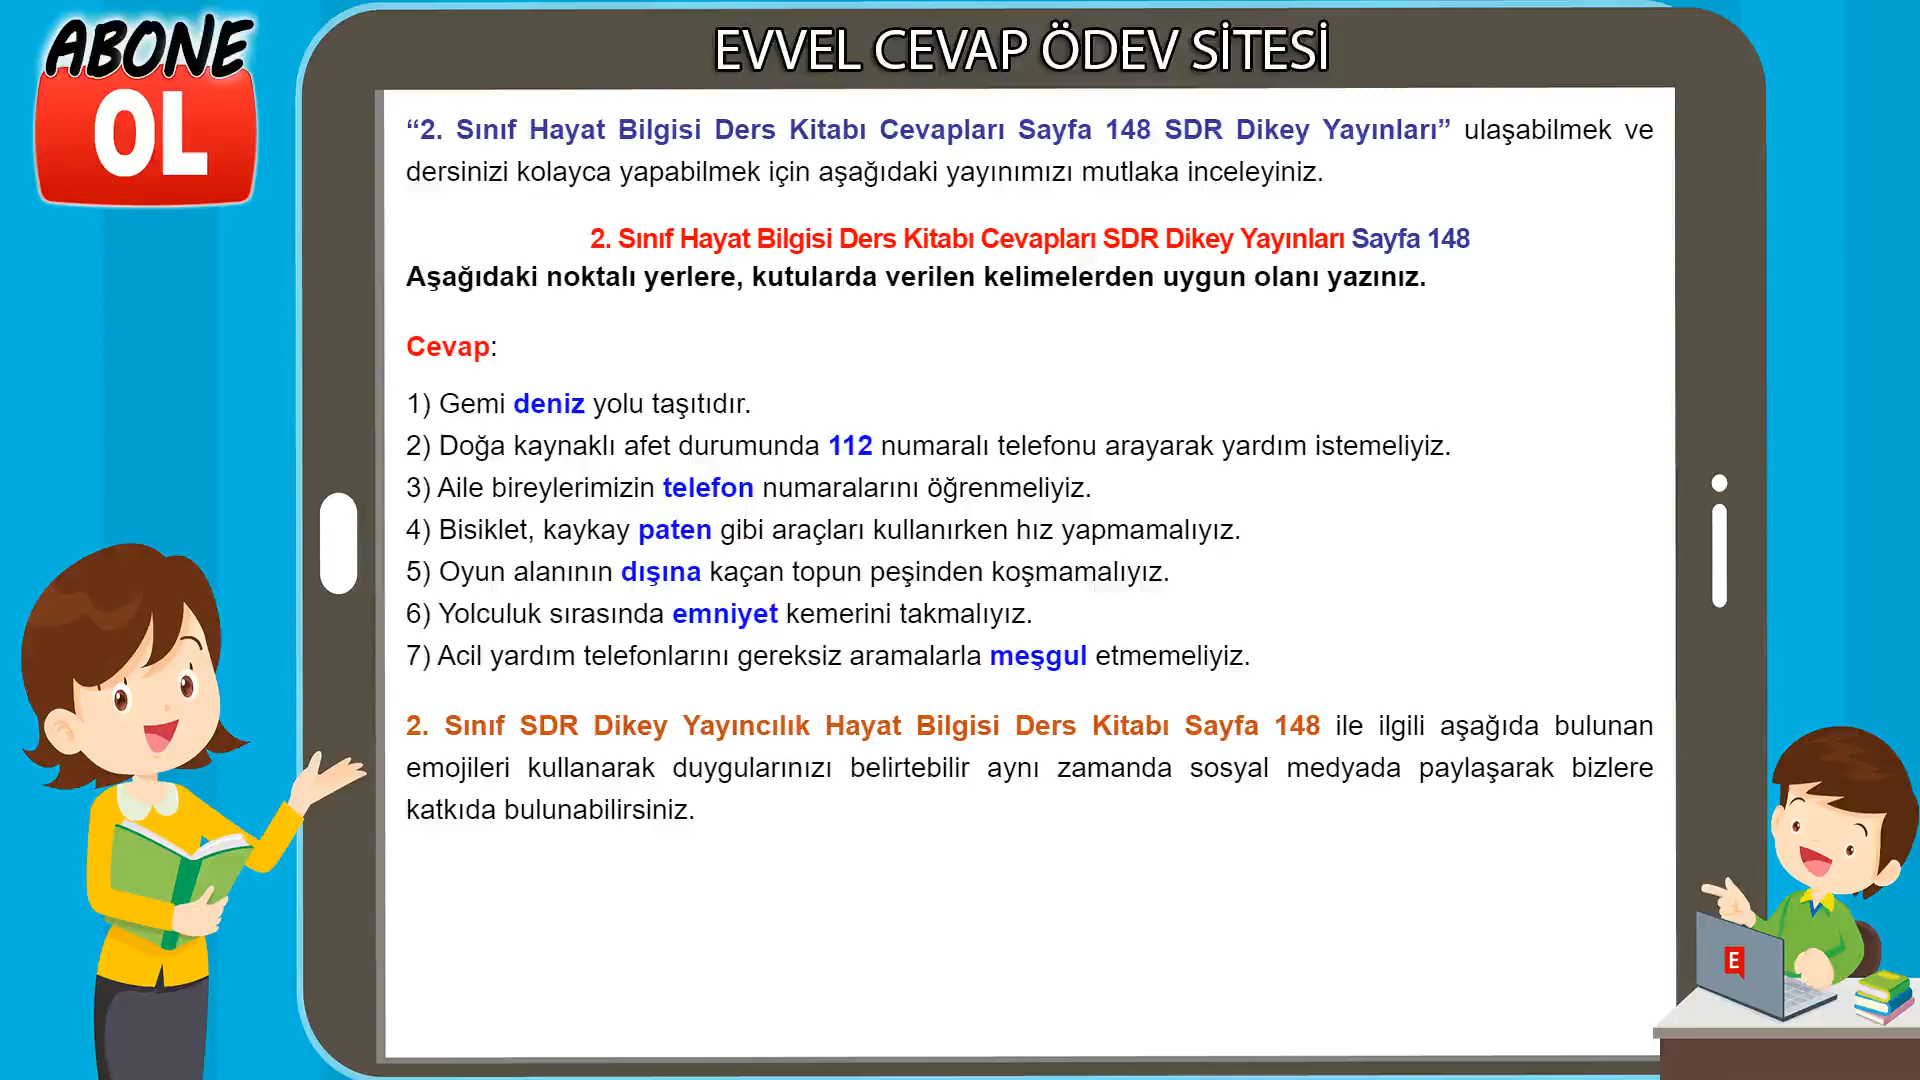 ABONE
OL
EVVEL CEVAP ÖDEV SİTESİ
“2. Sınıf Hayat Bilgisi Ders Kitabı Cevapları Sayfa 148 SDR Dikey Yayınları” ulaşabilmek ve
dersinizi kolayca yapabilmek için aşağıdaki yayınımızı mutlaka inceleyiniz.
2. Sınıf Hayat Bilgisi Ders Kitabı Cevapları SDR Dikey Yayınları Sayfa 148
Aşağıdaki noktalı yerlere, kutularda verilen kelimelerden uygun olanı yazınız.
Cevap:
1) Gemi deniz yolu taşıtıdır.
2) Doğa kaynaklı afet durumunda 112 numaralı telefonu arayarak yardım istemeliyiz.
3) Aile bireylerimizin telefon numaralarını öğrenmeliyiz.
4) Bisiklet, kaykay paten gibi araçları kullanırken hız yapmamalıyız.
5) Oyun alanının dışına kaçan topun peşinden koşmamalıyız.
6) Yolculuk sırasında emniyet kemerini takmalıyız.
7) Acil yardım telefonlarını gereksiz aramalarla meşgul etmemeliyiz.
2. Sınıf SDR Dikey Yayıncılık Hayat Bilgisi Ders Kitabı Sayfa 148 ile ilgili aşağıda bulunan
emojileri kullanarak duygularınızı belirtebilir aynı zamanda sosyal medyada paylaşarak bizlere
katkıda bulunabilirsiniz.
E